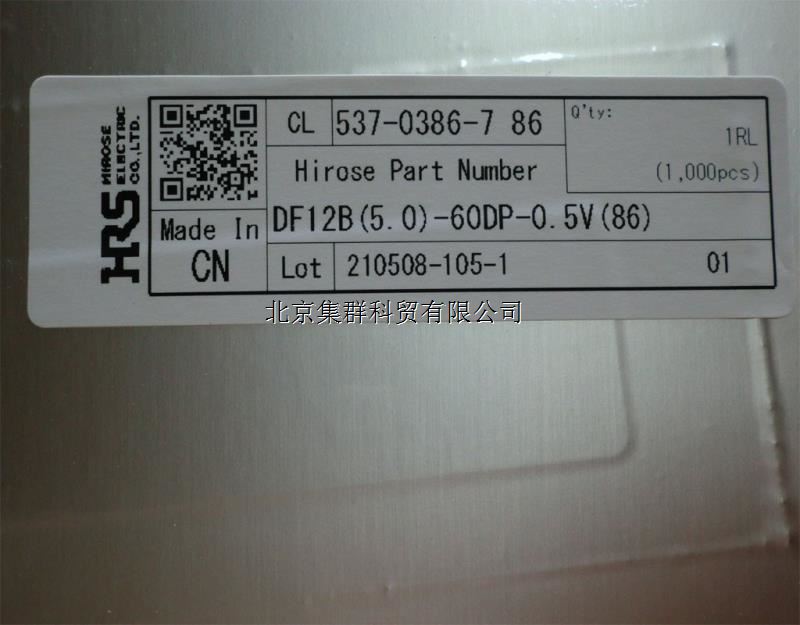 HRS
HIROSE
ELECTRIC
CO.,LTD.
CL 537-0386-7 86
Q'ty:
1RL
(1,000pcs)
Hirose Part Number
DF12B(5.0)-60DP-0.5V(86)
Made In
CN
Lot 210508-105-1 01
北京集群科贸有限公司